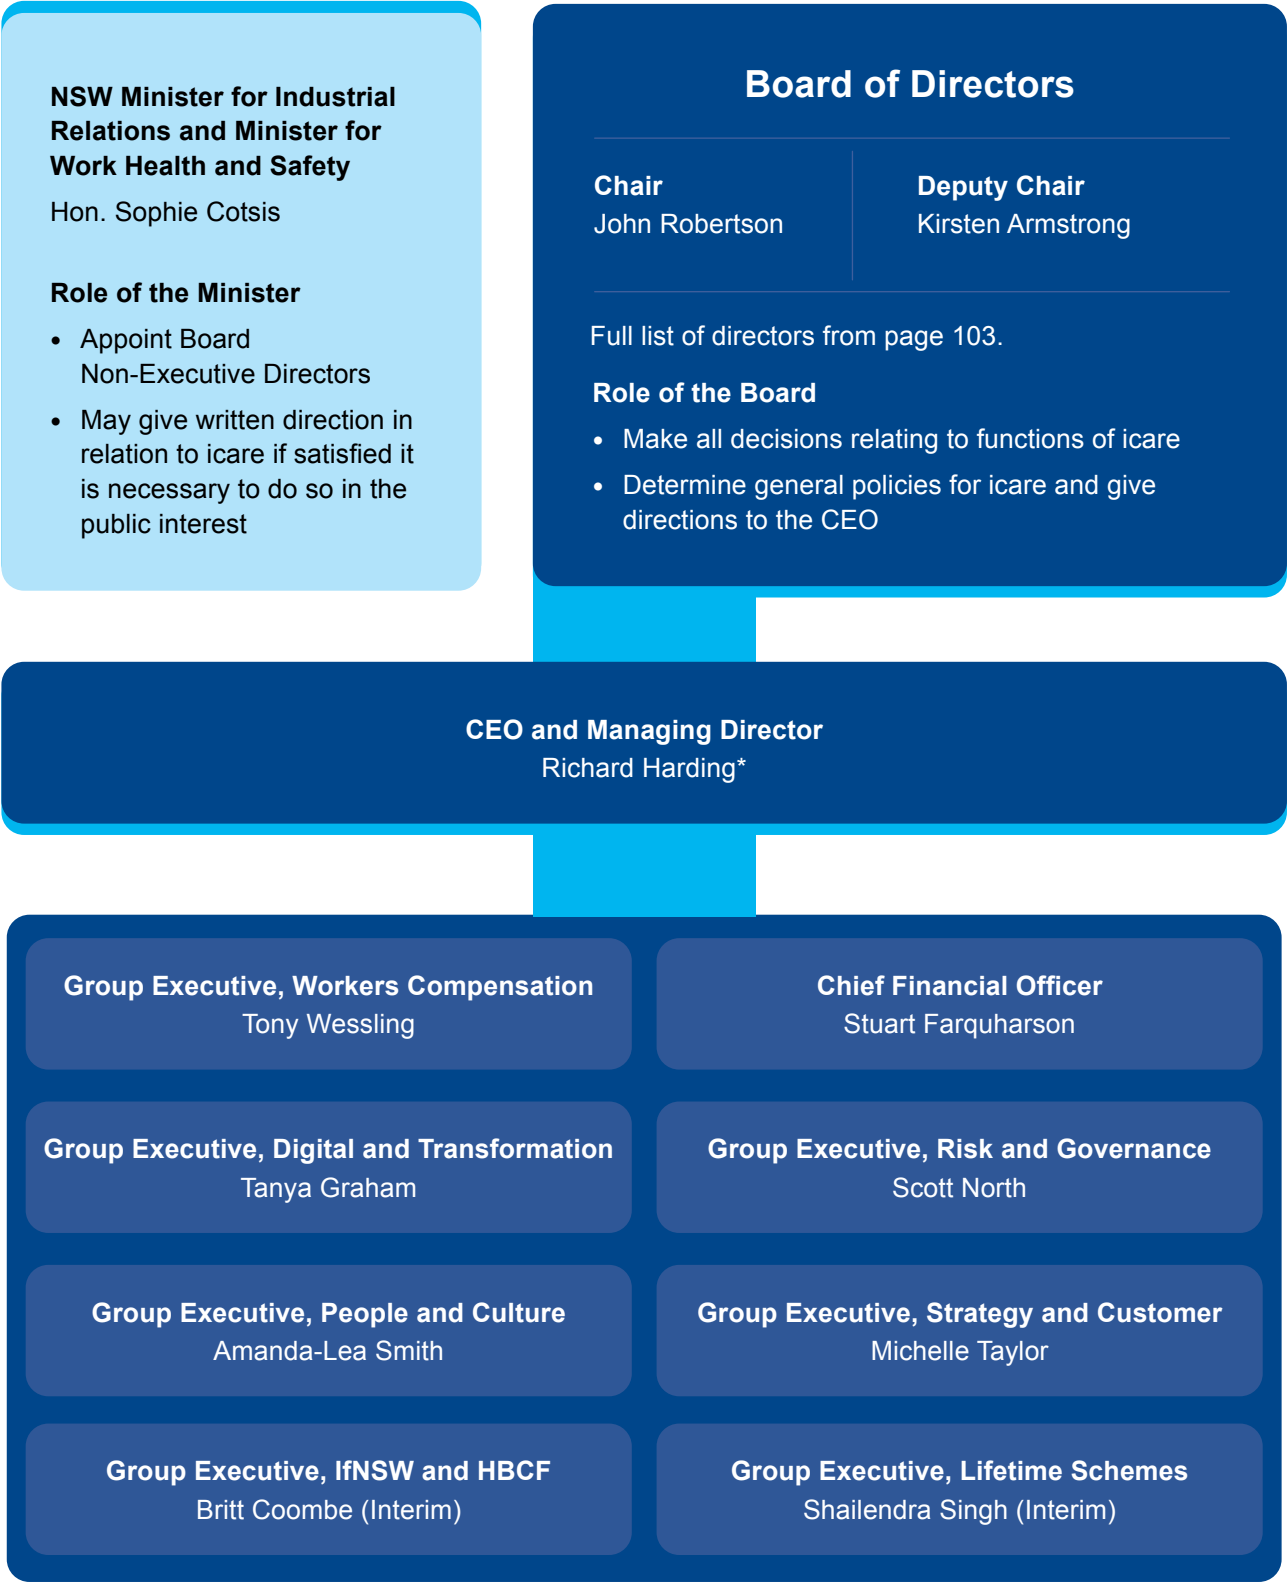 NSW Minister for Industrial
Relations and Minister for
Work Health and Safety
Hon. Sophie Cotsis
Role of the Minister
• Appoint Board
Non-Executive Directors
• May give written direction in
relation to icare if satisfied it
is necessary to do so in the
public interest
Board of Directors
Chair
John Robertson
Deputy Chair
Kirsten Armstrong
Full list of directors from page 103.
Role of the Board
• Make all decisions relating to functions of icare
• Determine general policies for icare and give
directions to the CEO
CEO and Managing Director
Richard Harding*
Group Executive, Workers Compensation
Tony Wessling
Chief Financial Officer
Stuart Farquharson
Group Executive, Digital and Transformation
Tanya Graham
Group Executive, Risk and Governance
Scott North
Group Executive, People and Culture
Amanda-Lea Smith
Group Executive, Strategy and Customer
Michelle Taylor
Group Executive, IfNSW and HBCF
Britt Coombe (Interim)
Group Executive, Lifetime Schemes
Shailendra Singh (Interim)